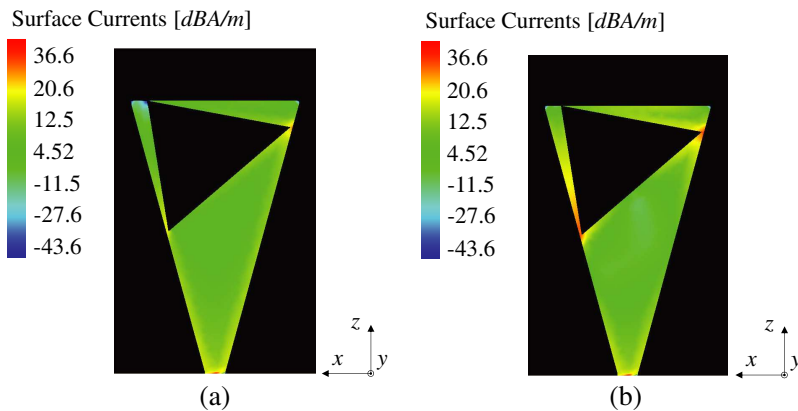 Surface Currents [dBA/m]
36.6
20.6
12.5
4.52
-11.5
-27.6
-43.6
z
x
y
(a)
Surface Currents [dBA/m]
36.6
20.6
12.5
4.52
-11.5
-27.6
-43.6
z
x
y
(b)